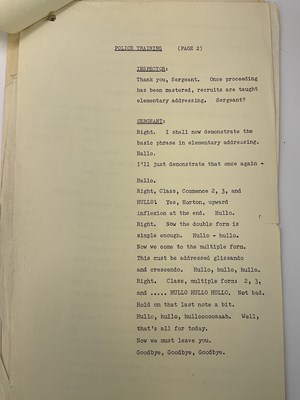 POLICE TRAINING (PAGE 2)
INSPECTOR:
Thank you, Sergeant. Once proceeding
has been mastered, recruits are taught
elementary addressing. Sergeant?
SERGEANT:
Right. I shall now demonstrate the
basic phrase in elementary addressing.
Hallo.
I'll just demonstrate that once again -
Hallo.
Right, Class, Commence 2, 3, and
HULLO! Yes, Horton, upward
inflexion at the end. Hullo.
Right. Now the double form is
simple enough. Hullo - hullo.
Now we come to the multiple form.
This must be addressed glissando
and crescendo. Hullo, hullo, hullo.
Right. Class, multiple form: 2, 3,
and ..... HULLO HULLO HULLO. Not bad.
Hold on that last note a bit.
Hullo, hullo, hulloooooaaah. Well,
that's all for today.
Now we must leave you.
Goodbye, Goodbye, Goodbye.